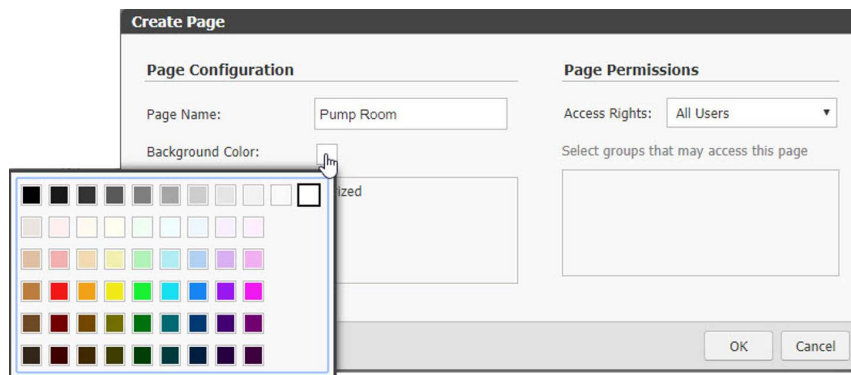 Create Page
Page Configuration
Page Name: Pump Room
Background Color:
rized
Page Permissions
Access Rights: All Users
Select groups that may access this page
OK Cancel